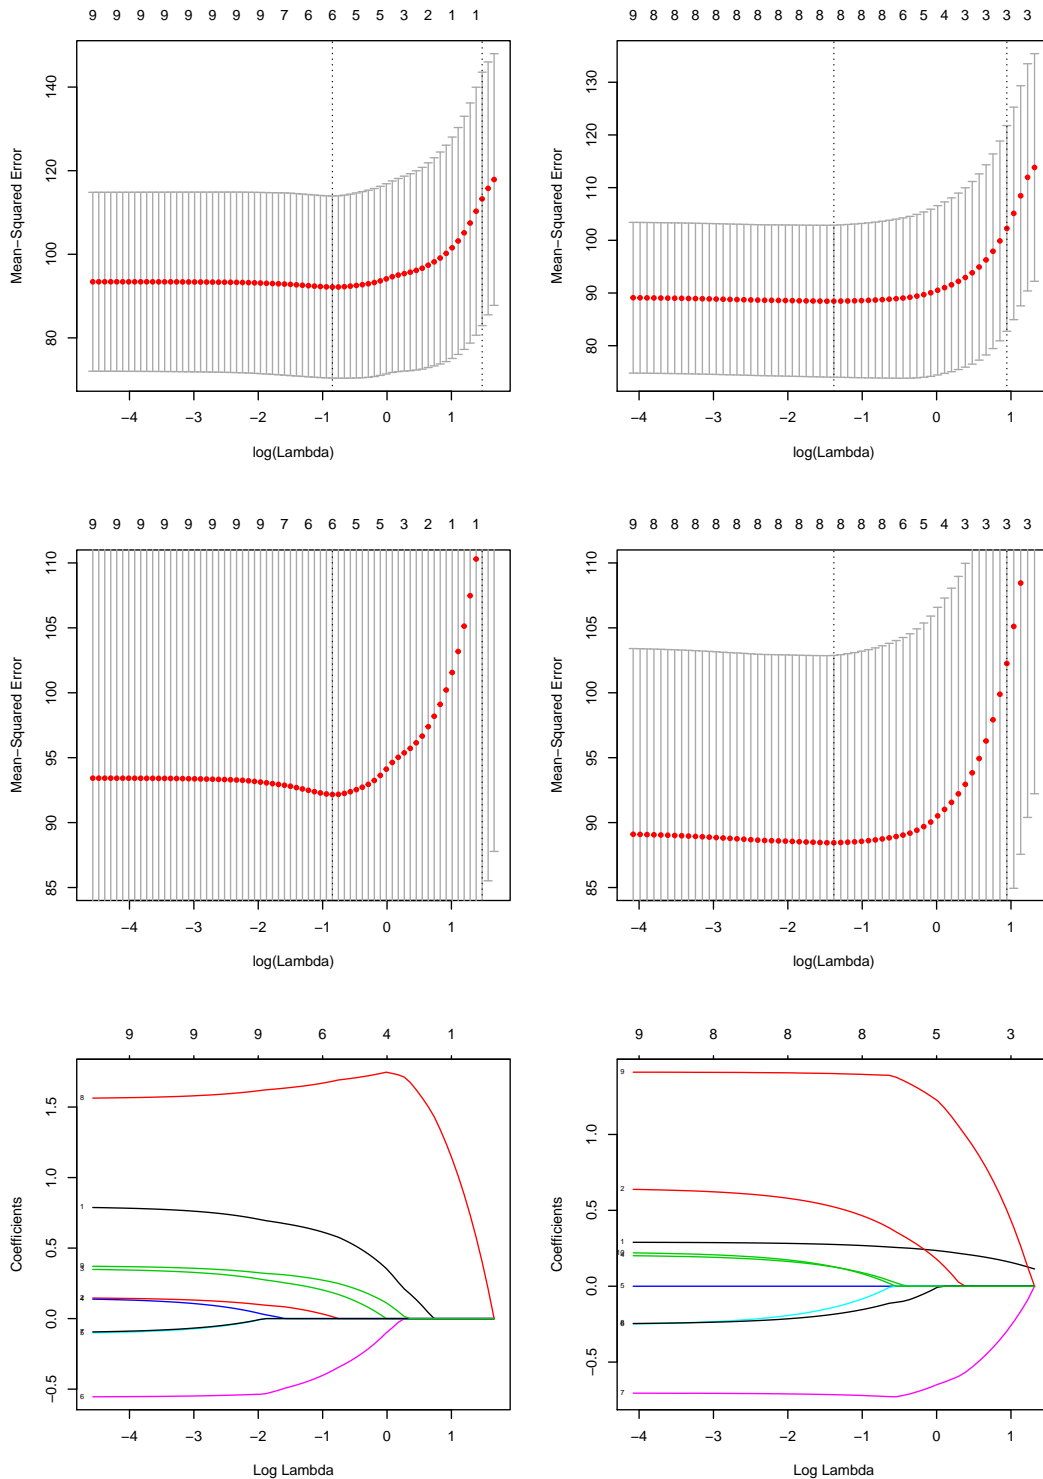 9 9 9 9 9 9 9 9 9 7 6 5 5 3 2 1 1
Mean−Squared Error
80 100 120 140
−4 −3 −2 −1 0 1
log(Lambda)
9 8 8 8 8 8 8 8 8 8 8 8 8 6 5 4 3 3 3 3
Mean−Squared Error
80 90 100 110 120 130
−4 −3 −2 −1 0 1
log(Lambda)
9 9 9 9 9 9 9 9 9 7 6 5 5 3 2 1 1
Mean−Squared Error
85 90 95 100 105 110
−4 −3 −2 −1 0 1
log(Lambda)
9 8 8 8 8 8 8 8 8 8 8 8 8 6 5 4 3 3 3 3
Mean−Squared Error
85 90 95 100 105 110
−4 −3 −2 −1 0 1
log(Lambda)
9 9 9 6 4 1
Coefficients
−0.5 0.0 0.5 1.0 1.5
8
1
6
−4 −3 −2 −1 0 1
Log Lambda
9 8 8 8 5 3
Coefficients
−0.5 0.0 0.5 1.0
9
2
1
5
7
−4 −3 −2 −1 0 1
Log Lambda